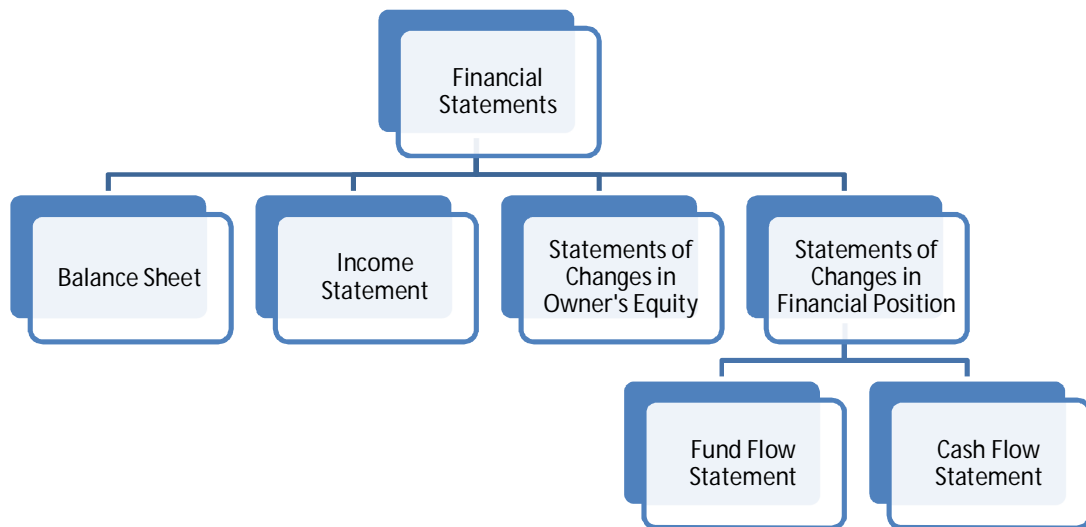 Financial
Statements
Balance Sheet
Income
Statement
Statements of
Changes in
Owner's Equity
Statements of
Changes in
Financial Position
Fund Flow
Statement
Cash Flow
Statement